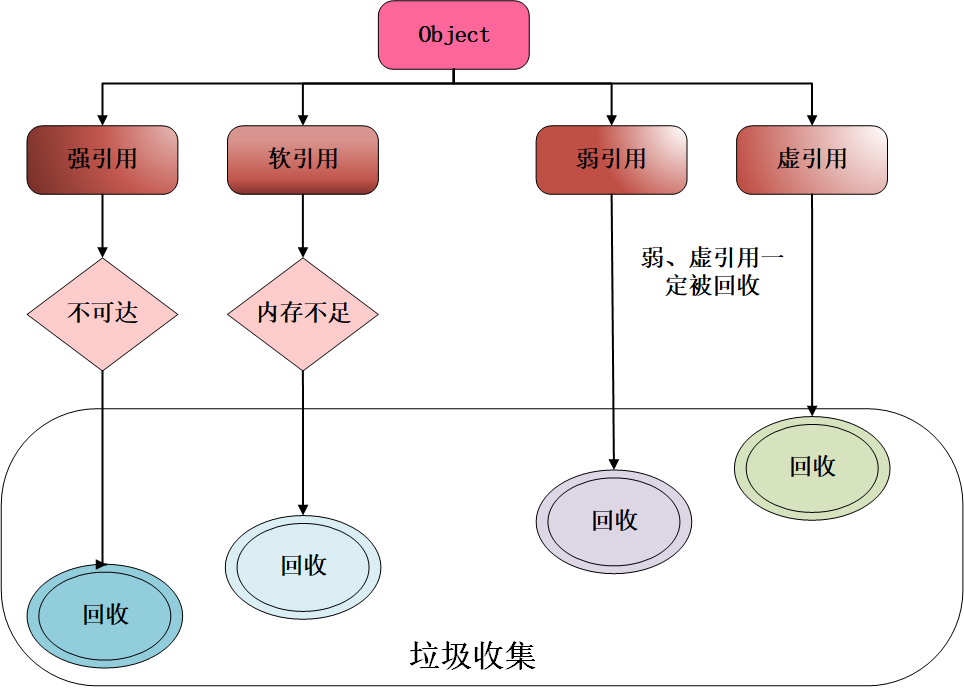 Object
强引用
软引用
弱引用
虚引用
弱、虚引用一
定被回收
不可达
内存不足
回收
回收
回收
回收
垃圾收集